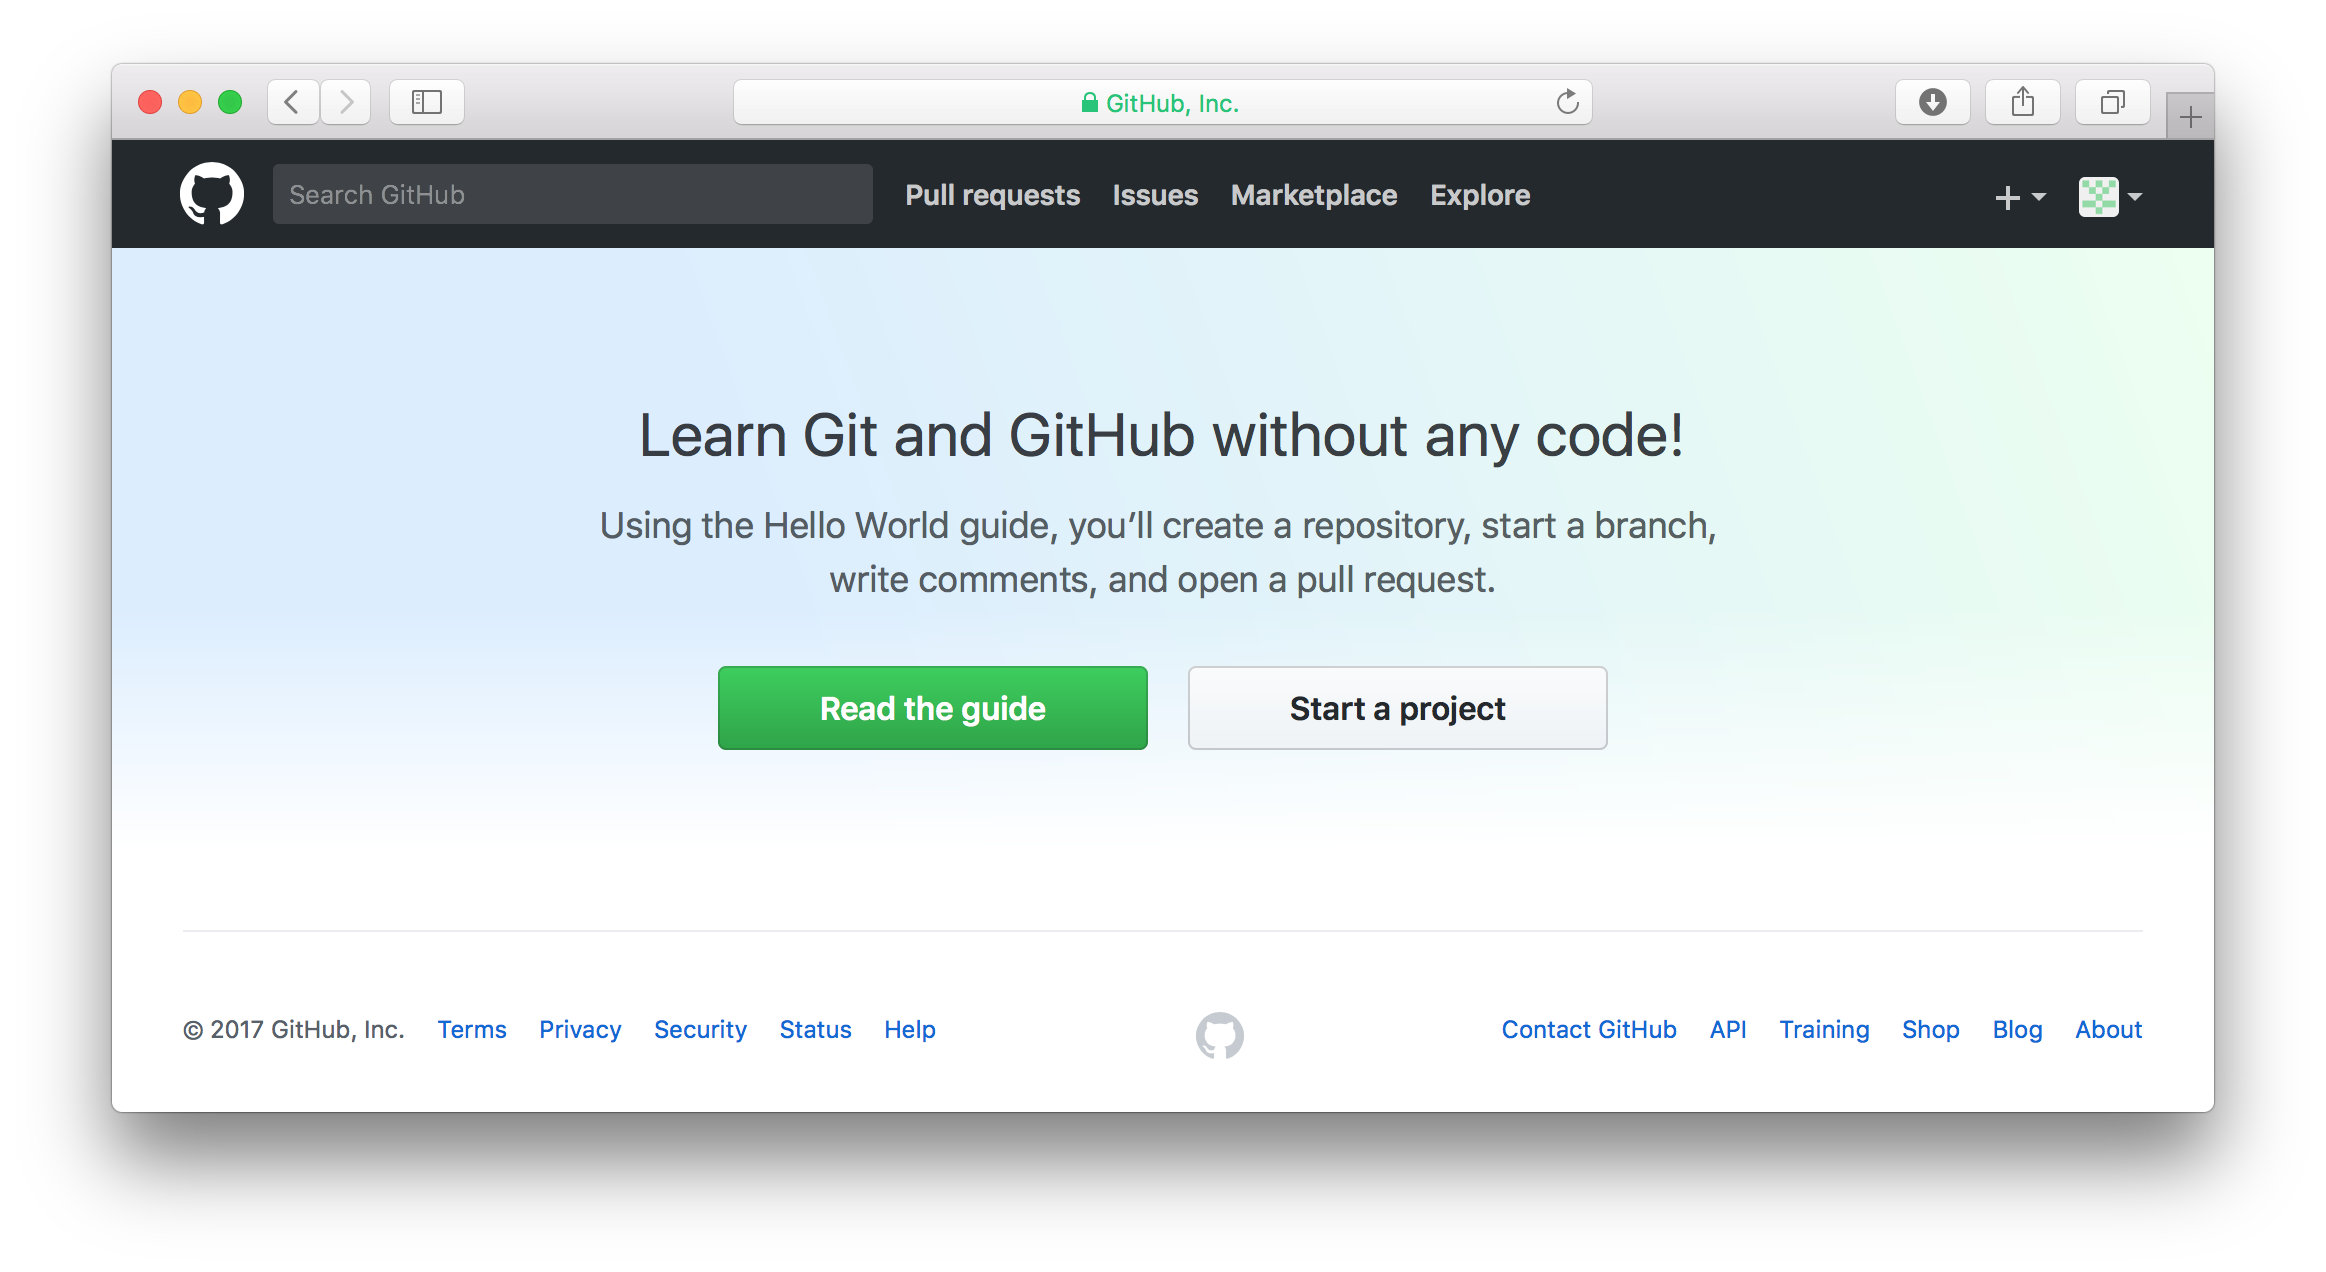 GitHub, Inc.
Search GitHub
Pull requests Issues Marketplace Explore
Learn Git and GitHub without any code!
Using the Hello World guide, you’ll create a repository, start a branch,
write comments, and open a pull request.
Read the guide Start a project
© 2017 GitHub, Inc. Terms Privacy Security Status Help Contact GitHub API Training Shop Blog About